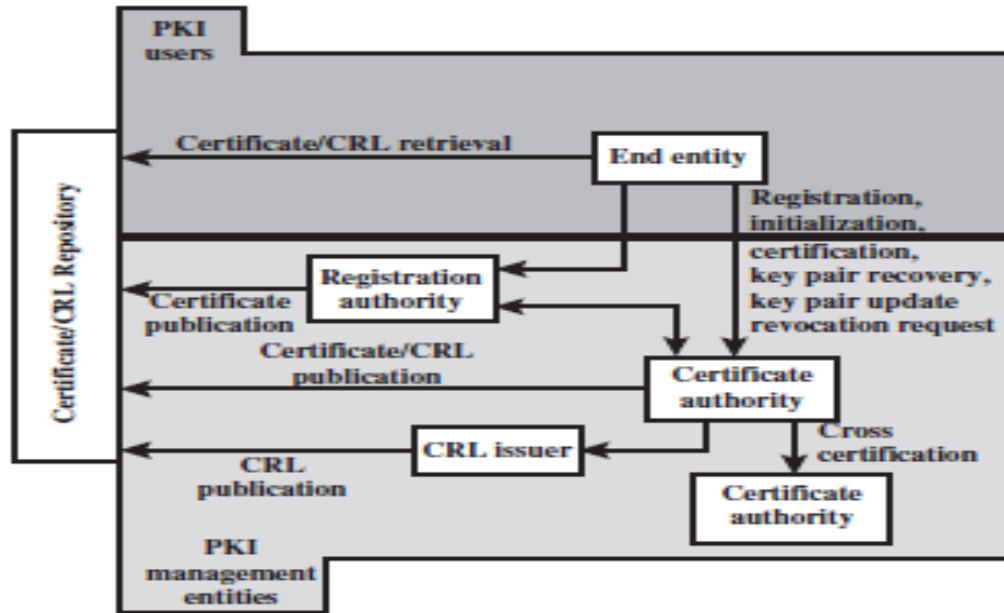 PKI
users
Certificate/CRL retrieval
End entity
Certificate/CRL Repository
Registration,
initialization,
certification,
key pair recovery,
key pair update
revocation request
Registration
authority
Certificate
publication
Certificate/CRL
publication
Certificate
authority
CRL issuer
Cross
certification
CRL
publication
Certificate
authority
PKI
management
entities